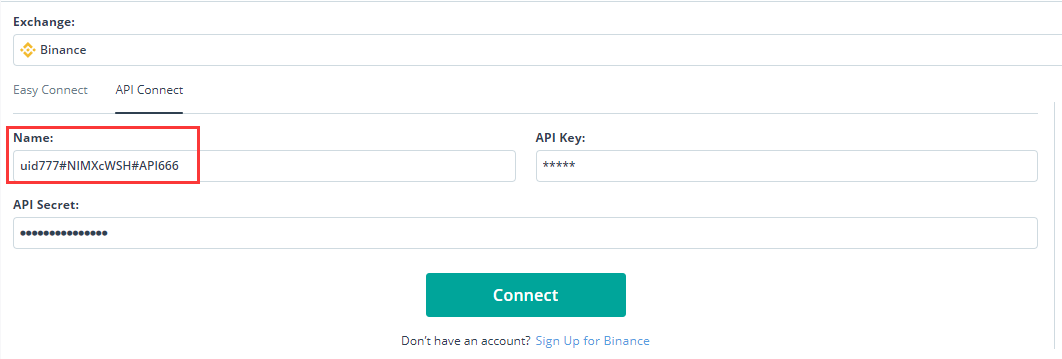 Exchange:
Binance
Easy Connect API Connect
Name: API Key:
uid777#NIMXcWSH#API666 *****
API Secret:
•••••••••••••••
Connect
Don't have an account? Sign Up for Binance